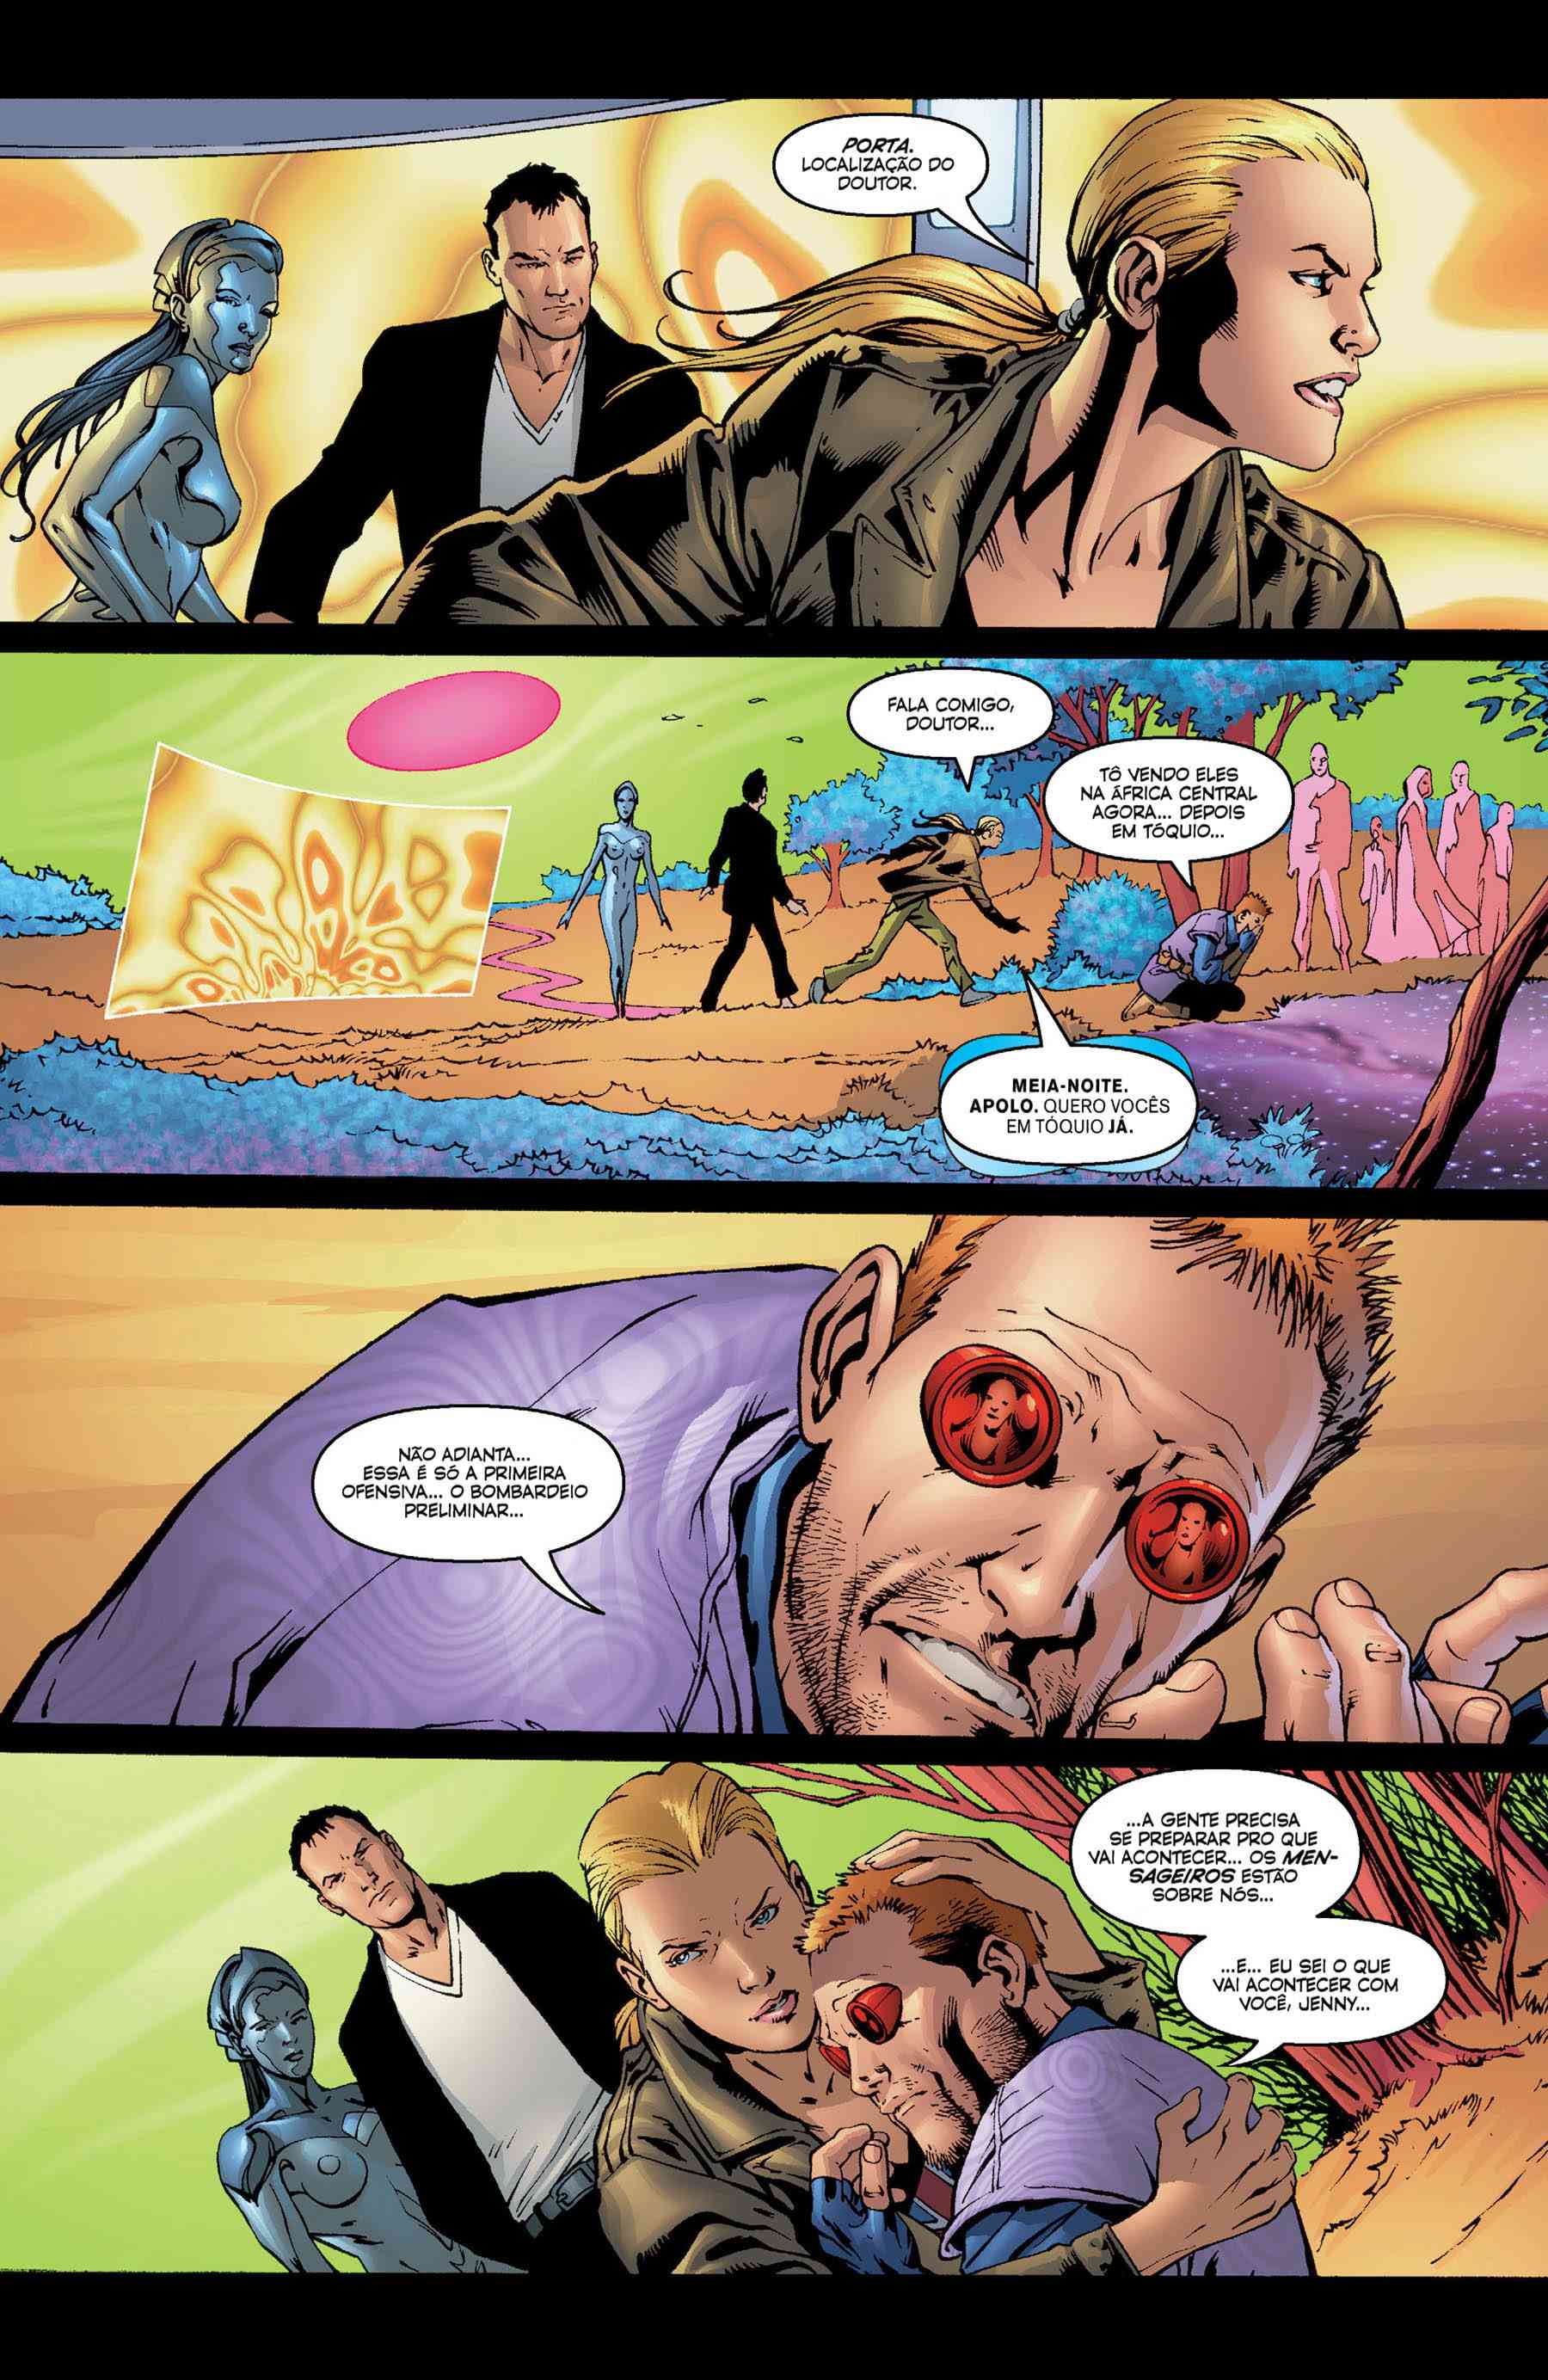 PORTA.
LOCALIZAÇÃO DO
DOUTOR.
FALA COMIGO,
DOUTOR...
TÔ VENDO ELES
NA ÁFRICA CENTRAL
AGORA... DEPOIS
EM TÓQUIO...
MEIA-NOITE.
APOLO. QUERO VOCÊS
EM TÓQUIO JÁ.
NÃO ADIANTA...
ESSA É SÓ A PRIMEIRA
OFENSIVA... O BOMBARDEIO
PRELIMINAR...
...A GENTE PRECISA
SE PREPARAR PRO QUE
VAI ACONTECER... OS MEN-
SAGEIROS ESTÃO
SOBRE NÓS...
...E... EU SEI O QUE
VAI ACONTECER COM
VOCÊ, JENNY...